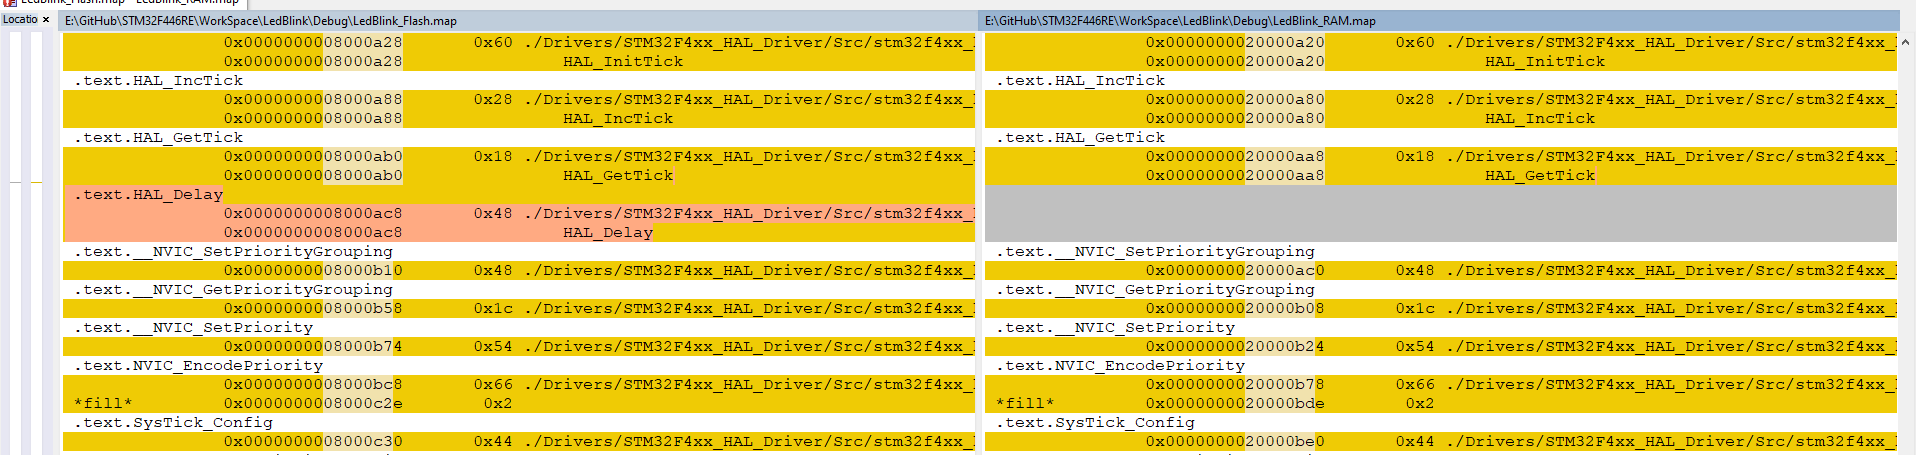 LedBlink_Flash.map - LedBlink_RAM.map
Locatio ×
E:\GitHub\STM32F446RE\WorkSpace\LedBlink\Debug\LedBlink_Flash.map
0x0000000008000a28 0x60 ./Drivers/STM32F4xx_HAL_Driver/Src/stm32f4xx_
0x0000000008000a28 HAL_InitTick
.text.HAL_IncTick
0x0000000008000a88 0x28 ./Drivers/STM32F4xx_HAL_Driver/Src/stm32f4xx_
0x0000000008000a88 HAL_IncTick
.text.HAL_GetTick
0x0000000008000ab0 0x18 ./Drivers/STM32F4xx_HAL_Driver/Src/stm32f4xx_
0x0000000008000ab0 HAL_GetTick
.text.HAL_Delay
0x0000000008000ac8 0x48 ./Drivers/STM32F4xx_HAL_Driver/Src/stm32f4xx_
0x0000000008000ac8 HAL_Delay
.text.__NVIC_SetPriorityGrouping
0x0000000008000b10 0x48 ./Drivers/STM32F4xx_HAL_Driver/Src/stm32f4xx_
.text.__NVIC_GetPriorityGrouping
0x0000000008000b58 0x1c ./Drivers/STM32F4xx_HAL_Driver/Src/stm32f4xx_
.text.__NVIC_SetPriority
0x0000000008000b74 0x54 ./Drivers/STM32F4xx_HAL_Driver/Src/stm32f4xx_
.text.NVIC_EncodePriority
0x0000000008000bc8 0x66 ./Drivers/STM32F4xx_HAL_Driver/Src/stm32f4xx_
*fill* 0x0000000008000c2e 0x2
.text.SysTick_Config
0x0000000008000c30 0x44 ./Drivers/STM32F4xx_HAL_Driver/Src/stm32f4xx_
E:\GitHub\STM32F446RE\WorkSpace\LedBlink\Debug\LedBlink_RAM.map
0x0000000020000a20 0x60 ./Drivers/STM32F4xx_HAL_Driver/Src/stm32f4xx_
0x0000000020000a20 HAL_InitTick
.text.HAL_IncTick
0x0000000020000a80 0x28 ./Drivers/STM32F4xx_HAL_Driver/Src/stm32f4xx_
0x0000000020000a80 HAL_IncTick
.text.HAL_GetTick
0x0000000020000aa8 0x18 ./Drivers/STM32F4xx_HAL_Driver/Src/stm32f4xx_
0x0000000020000aa8 HAL_GetTick
.text.__NVIC_SetPriorityGrouping
0x0000000020000ac0 0x48 ./Drivers/STM32F4xx_HAL_Driver/Src/stm32f4xx_
.text.__NVIC_GetPriorityGrouping
0x0000000020000b08 0x1c ./Drivers/STM32F4xx_HAL_Driver/Src/stm32f4xx_
.text.__NVIC_SetPriority
0x0000000020000b24 0x54 ./Drivers/STM32F4xx_HAL_Driver/Src/stm32f4xx_
.text.NVIC_EncodePriority
0x0000000020000b78 0x66 ./Drivers/STM32F4xx_HAL_Driver/Src/stm32f4xx_
*fill* 0x0000000020000bde 0x2
.text.SysTick_Config
0x0000000020000be0 0x44 ./Drivers/STM32F4xx_HAL_Driver/Src/stm32f4xx_